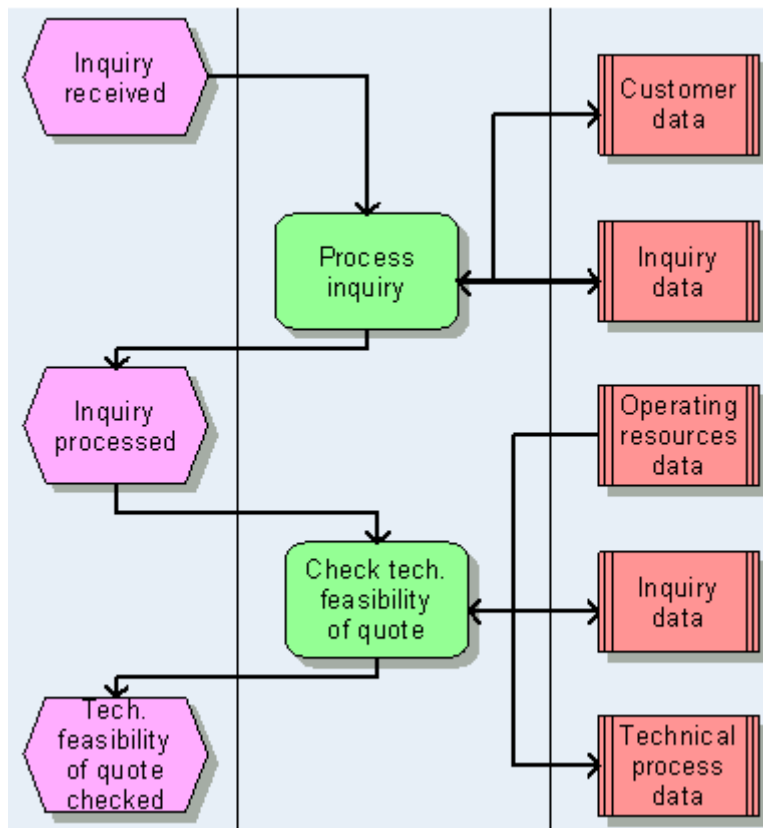 Inquiry
received
Customer
data
Process
inquiry
Inquiry
data
Inquiry
processed
Operating
resources
data
Check tech.
feasibility
of quote
Inquiry
data
Tech.
feasibility
of quote
checked
Technical
process
data